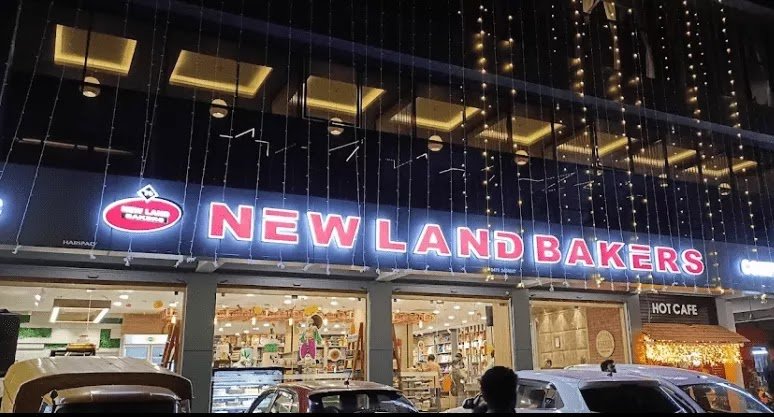 NEW LAND
BAKERS
NEW LAND BAKERS
HOT CAFE